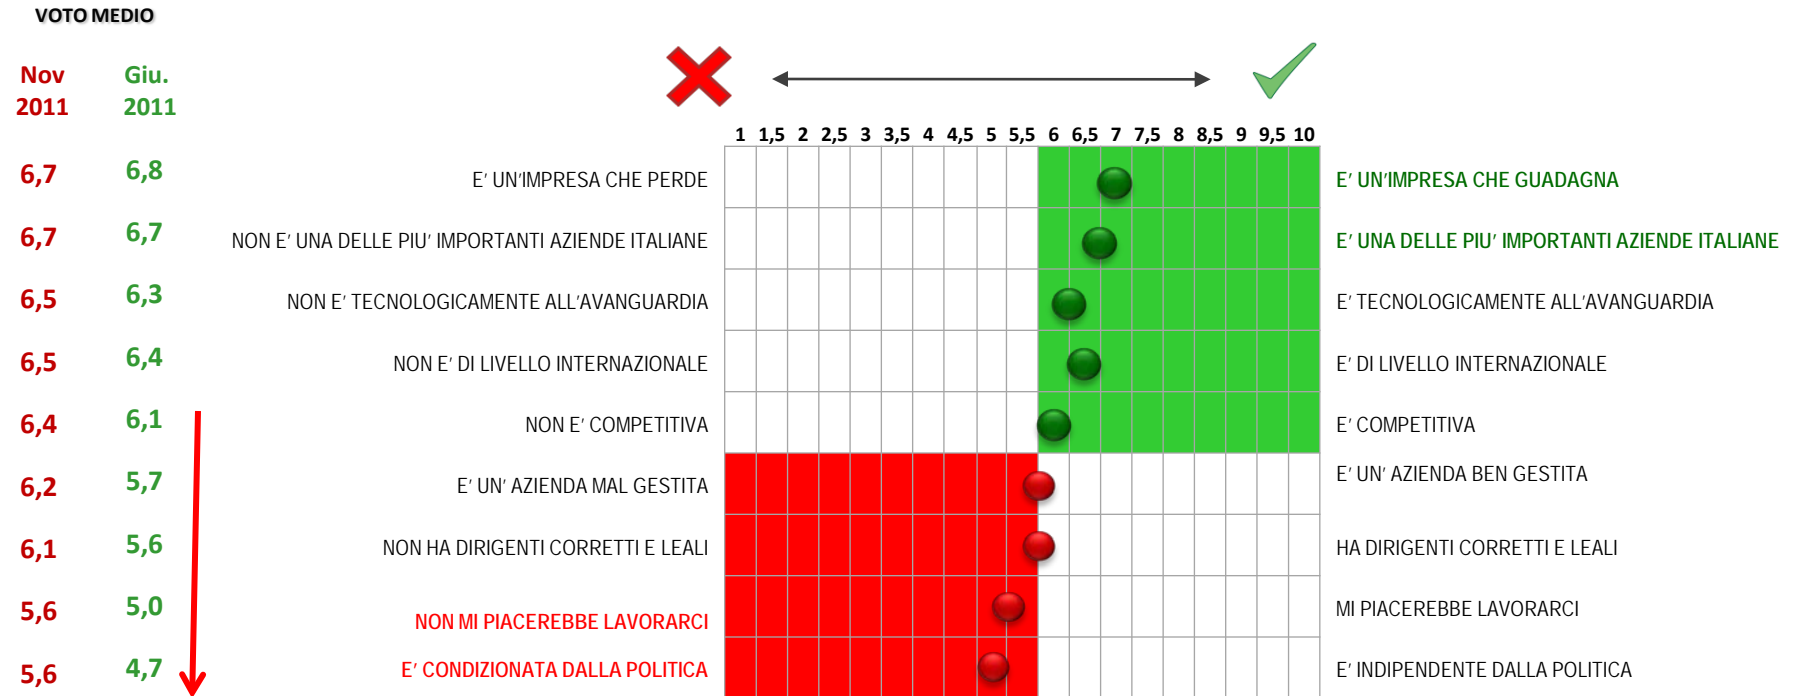 VOTO MEDIO
Nov Giu.
2011 2011
1 1,5 2 2,5 3 3,5 4 4,5 5 5,5 6 6,5 7 7,5 8 8,5 9 9,5 10
6,7 6,8 E' UN'IMPRESA CHE PERDE E' UN'IMPRESA CHE GUADAGNA
6,7 6,7 NON E' UNA DELLE PIU' IMPORTANTI AZIENDE ITALIANE E' UNA DELLE PIU' IMPORTANTI AZIENDE ITALIANE
6,5 6,3 NON E' TECNOLOGICAMENTE ALL'AVANGUARDIA E' TECNOLOGICAMENTE ALL'AVANGUARDIA
6,5 6,4 NON E' DI LIVELLO INTERNAZIONALE E' DI LIVELLO INTERNAZIONALE
6,4 6,1 NON E' COMPETITIVA E' COMPETITIVA
6,2 5,7 E' UN' AZIENDA MAL GESTITA E' UN' AZIENDA BEN GESTITA
6,1 5,6 NON HA DIRIGENTI CORRETTI E LEALI HA DIRIGENTI CORRETTI E LEALI
5,6 5,0 NON MI PIACEREBBE LAVORARCI MI PIACEREBBE LAVORARCI
5,6 4,7 E' CONDIZIONATA DALLA POLITICA E' INDIPENDENTE DALLA POLITICA